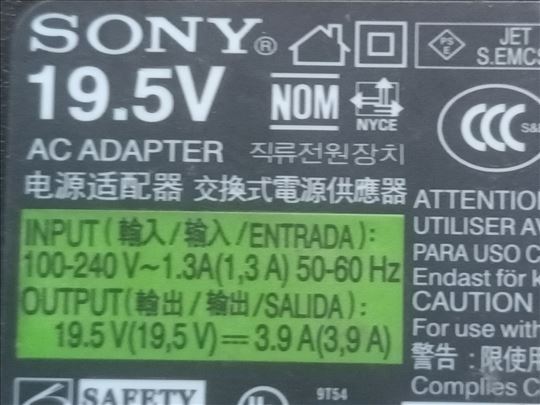 SONY®
PS E
JET
S.EMCS
19.5V
NOM
NYCE
CCC S&E
AC ADAPTER 직류전원장치
电源适配器 交換式電源供應器
ATTENTION
INPUT(輸入/输入/ENTRADA):
UTILISER AV
100-240 V~1.3A(1,3 A) 50-60 Hz
PARA USO C
Endast för k
OUTPUT(輸出/输出/SALIDA):
CAUTION
19.5 V(19,5 V)⎓3.9 A(3,9 A)
For use with
警告:限使用
Complies C
SAFETY
UL
9T54